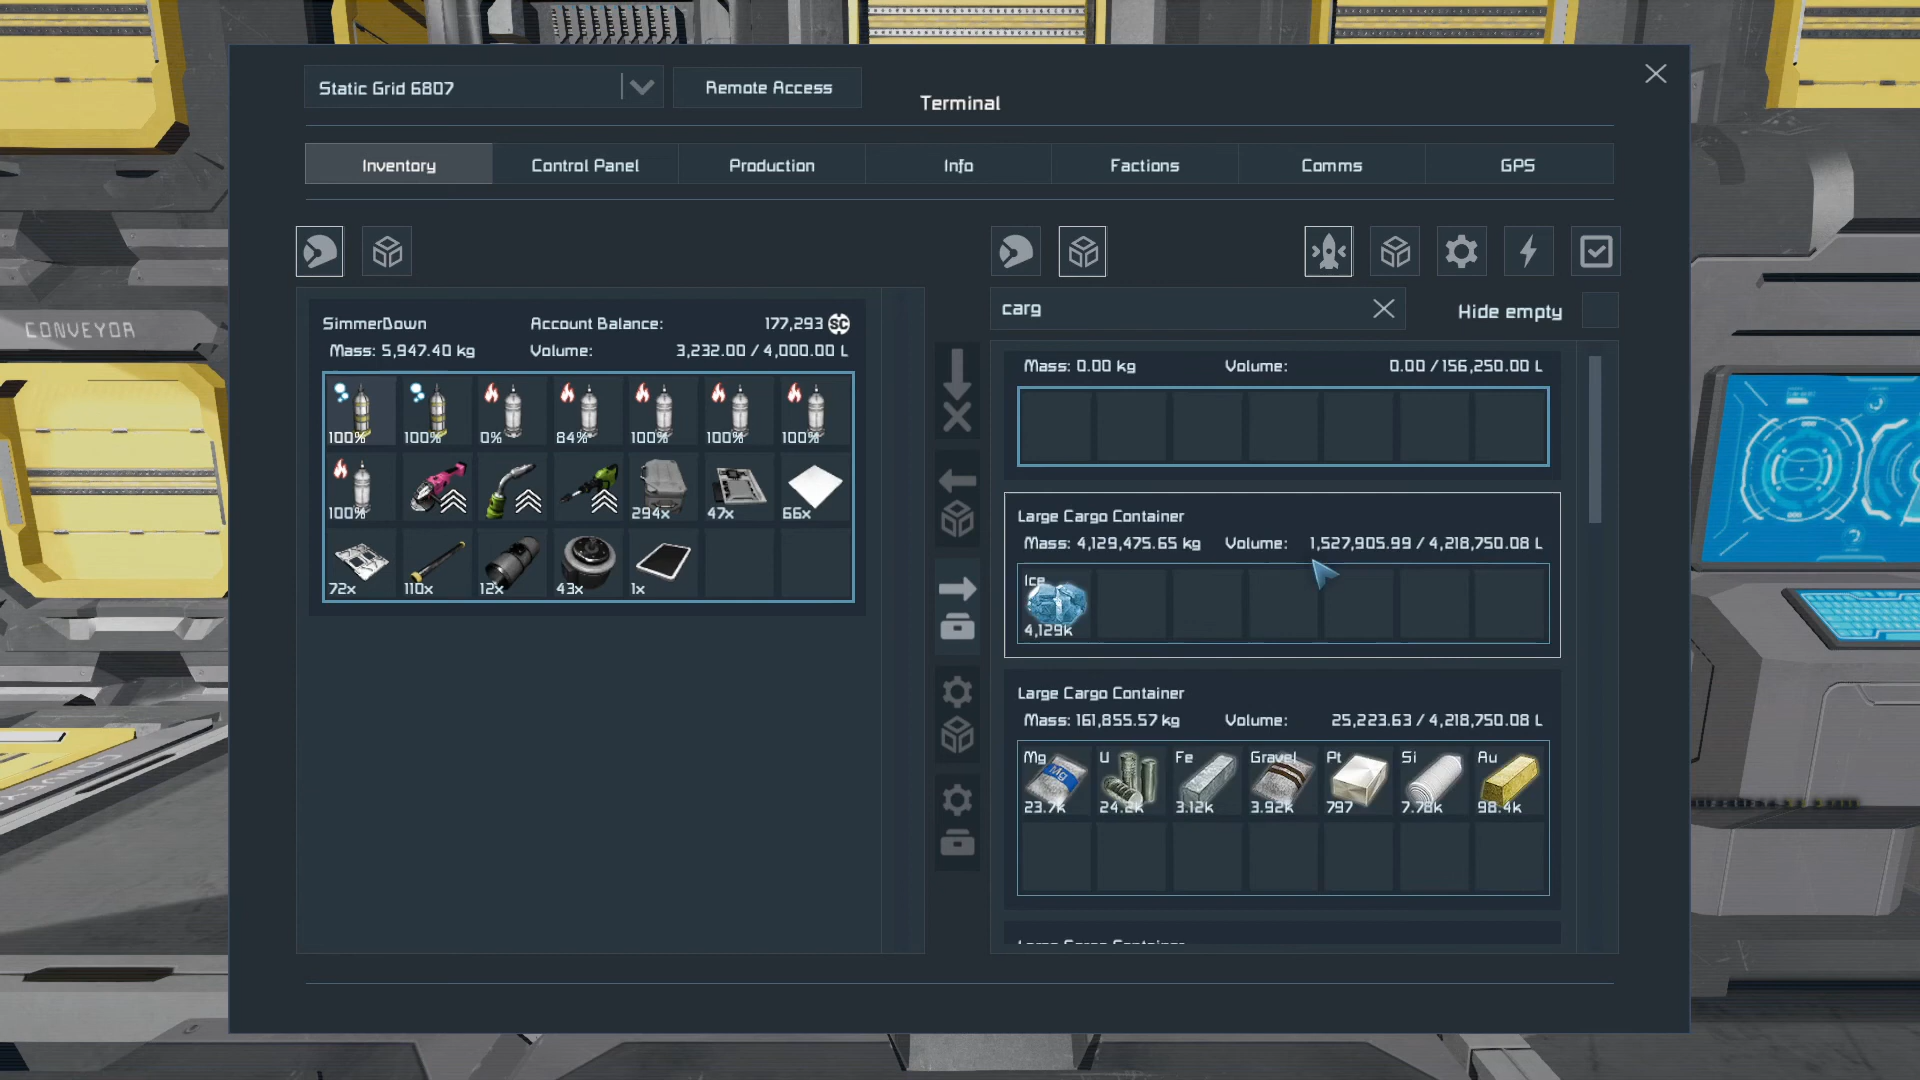 Static Grid 6807
Remote Access
Terminal
Inventory
Control Panel
Production
Info
Factions
Comms
GPS
CONVEYOR
SimmerDown
Account Balance:
177,293 SC
Mass: 5,947.40 kg
Volume:
3,232.00 / 4,000.00 L
100%
100%
0%
84%
100%
100%
100%
100%
294x
47x
66x
72x
110x
12x
43x
1x
carg
Hide empty
Mass: 0.00 kg
Volume:
0.00 / 156,250.00 L
Large Cargo Container
Mass: 4,129,475.65 kg
Volume:
1,527,905.99 / 4,218,750.08 L
Ice
4,129k
Large Cargo Container
Mass: 161,855.57 kg
Volume:
25,223.63 / 4,218,750.08 L
Mg
U
Fe
Gravel
Pt
Si
Au
Mg
23.7k
24.2k
3.12k
3.92k
797
7.78k
98.4k
Large Cargo Container